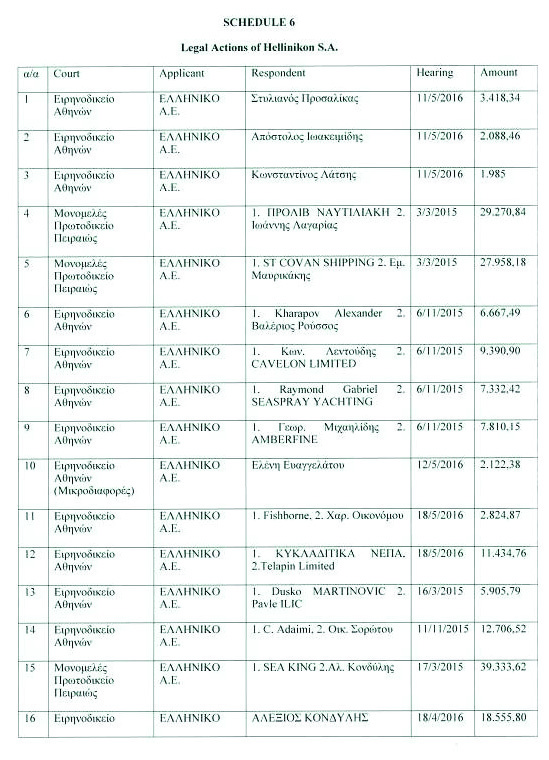 SCHEDULE 6
Legal Actions of Hellinikon S.A.
α/α Court Applicant Respondent Hearing Amount
1 Ειρηνοδικείο ΕΛΛΗΝΙΚΟ Στυλιανός Προσαλίκας 11/5/2016 3.418,34
Αθηνών Α.Ε.
2 Ειρηνοδικείο ΕΛΛΗΝΙΚΟ Απόστολος Ιωακειμίδης 11/5/2016 2.088,46
Αθηνών Α.Ε.
3 Ειρηνοδικείο ΕΛΛΗΝΙΚΟ Κωνσταντίνος Λάτσης 11/5/2016 1.985
Αθηνών Α.Ε.
4 Μονομελές ΕΛΛΗΝΙΚΟ 1. ΠΡΟΛΙΒ ΝΑΥΤΙΛΙΑΚΗ 2. 3/3/2015 29.270,84
Πρωτοδικείο Α.Ε. Ιωάννης Λαγαρίας
Πειραιώς
5 Μονομελές ΕΛΛΗΝΙΚΟ 1. ST COVAN SHIPPING 2. Εμ. 3/3/2015 27.958,18
Πρωτοδικείο Α.Ε. Μαυρικάκης
Πειραιώς
6 Ειρηνοδικείο ΕΛΛΗΝΙΚΟ 1. Kharapov Alexander 2. 6/11/2015 6.667,49
Αθηνών Α.Ε. Βαλέριος Ρούσσος
7 Ειρηνοδικείο ΕΛΛΗΝΙΚΟ 1. Κων. Λεντούδης 2. 6/11/2015 9.390,90
Αθηνών Α.Ε. CAVELON LIMITED
8 Ειρηνοδικείο ΕΛΛΗΝΙΚΟ 1. Raymond Gabriel 2. 6/11/2015 7.332,42
Αθηνών Α.Ε. SEASPRAY YACHTING
9 Ειρηνοδικείο ΕΛΛΗΝΙΚΟ 1. Γεωρ. Μιχαηλίδης 2. 6/11/2015 7.810,15
Αθηνών Α.Ε. AMBERFINE
10 Ειρηνοδικείο ΕΛΛΗΝΙΚΟ Ελένη Ευαγγελάτου 12/5/2016 2.122,38
Αθηνών Α.Ε.
(Μικροδιαφορές)
11 Ειρηνοδικείο ΕΛΛΗΝΙΚΟ 1. Fishborne, 2. Χαρ. Οικονόμου 18/5/2016 2.824,87
Αθηνών Α.Ε.
12 Ειρηνοδικείο ΕΛΛΗΝΙΚΟ 1. ΚΥΚΛΑΔΙΤΙΚΑ ΝΕΠΑ, 18/5/2016 11.434,76
Αθηνών Α.Ε. 2.Telapin Limited
13 Ειρηνοδικείο ΕΛΛΗΝΙΚΟ 1. Dusko MARTINOVIC 2. 16/3/2015 5.905,79
Αθηνών Α.Ε. Pavle ILIC
14 Ειρηνοδικείο ΕΛΛΗΝΙΚΟ 1. C. Adaimi, 2. Οικ. Σορώτου 11/11/2015 12.706,52
Αθηνών Α.Ε.
15 Μονομελές ΕΛΛΗΝΙΚΟ 1. SEA KING 2.Αλ. Κονδύλης 17/3/2015 39.333,62
Πρωτοδικείο Α.Ε.
Πειραιώς
16 Ειρηνοδικείο ΕΛΛΗΝΙΚΟ ΑΛΕΞΙΟΣ ΚΟΝΔΥΛΗΣ 18/4/2016 18.555,80